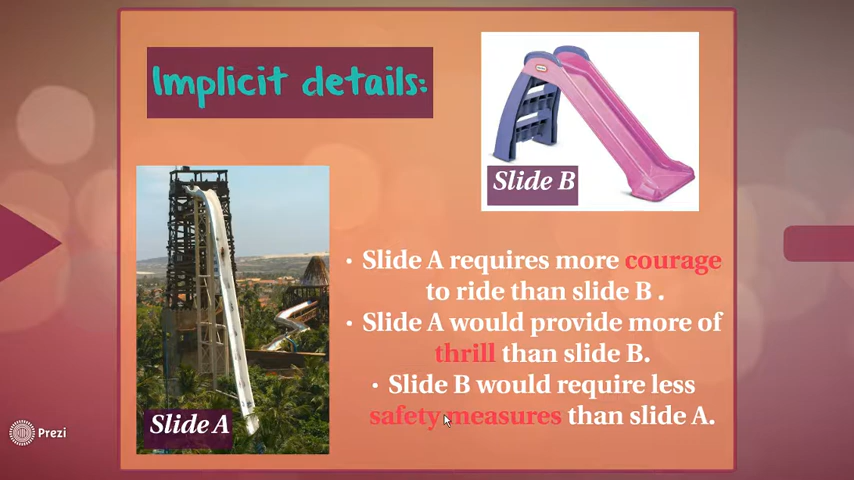 Implicit details:
Slide B
• Slide A requires more courage
to ride than slide B .
• Slide A would provide more of
thrill than slide B.
• Slide B would require less
safety measures than slide A.
Slide A
Prezi